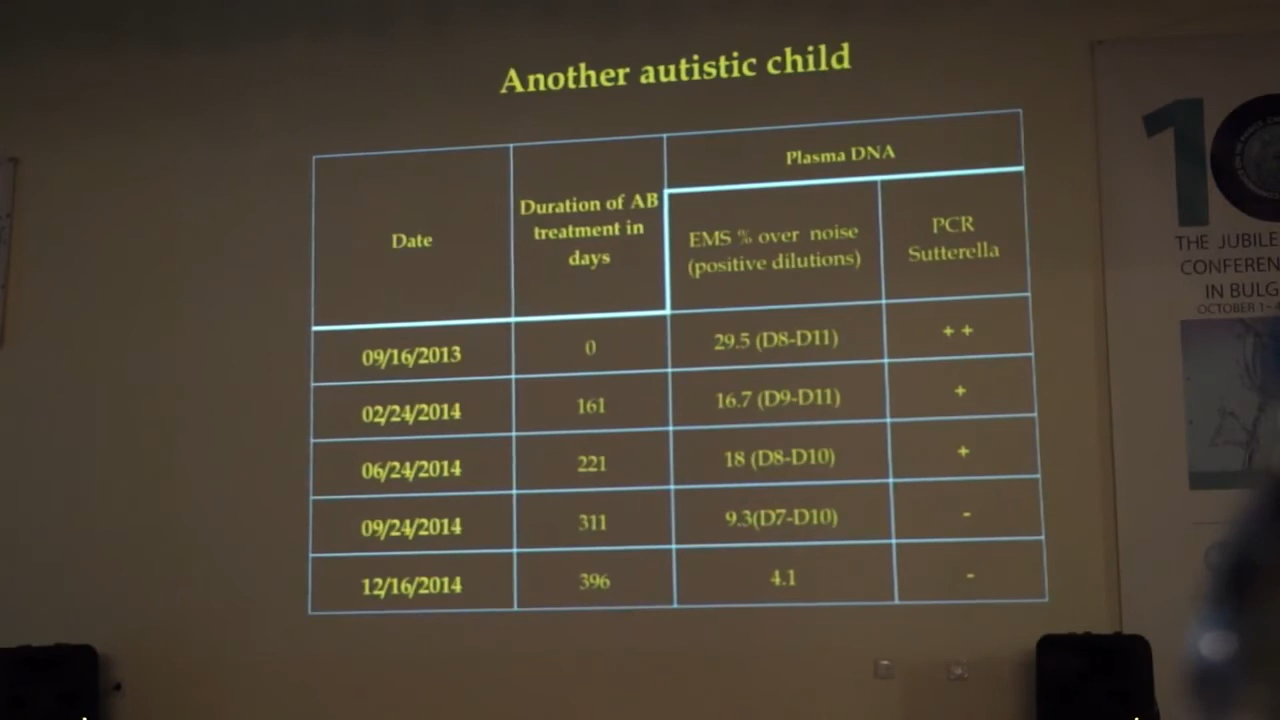 Another autistic child
Plasma DNA
Date
Duration of AB
treatment in
days
EMS % over noise
(positive dilutions)
PCR
Sutterella
09/16/2013 0 29.5 (D8-D11) + +
02/24/2014 161 16.7 (D9-D11) +
06/24/2014 221 18 (D8-D10) +
09/24/2014 311 9.3(D7-D10) -
12/16/2014 396 4.1 -
10
THE JUBILE
CONFEREN
IN BULG
OCTOBER 1-4